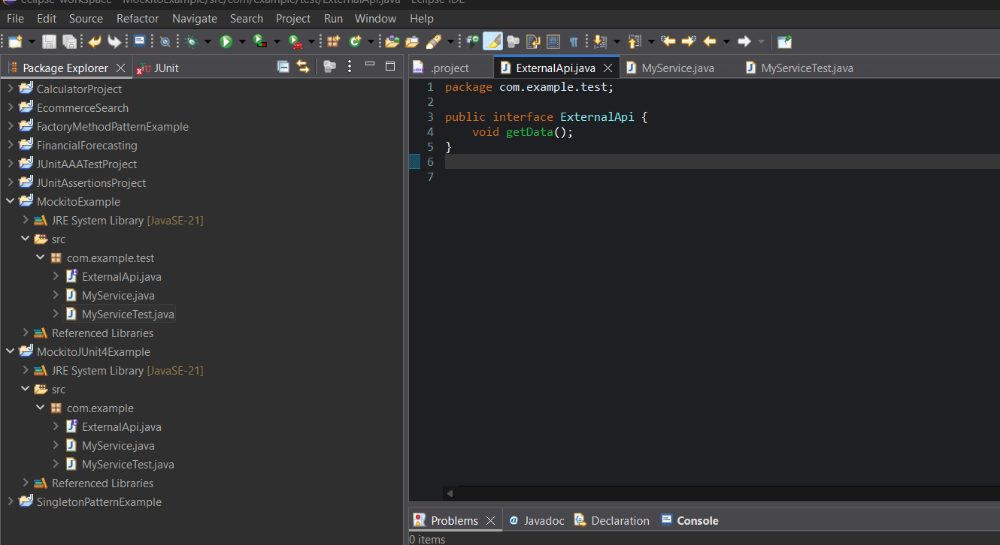 eclipse-workspace - MockitoExample/src/com/example/test/ExternalApi.java - Eclipse IDE
File Edit Source Refactor Navigate Search Project Run Window Help
Package Explorer JUnit
CalculatorProject
EcommerceSearch
FactoryMethodPatternExample
FinancialForecasting
JUnitAAATestProject
JUnitAssertionsProject
MockitoExample
JRE System Library [JavaSE-21]
src
com.example.test
ExternalApi.java
MyService.java
MyServiceTest.java
Referenced Libraries
MockitoJUnit4Example
JRE System Library [JavaSE-21]
src
com.example
ExternalApi.java
MyService.java
MyServiceTest.java
Referenced Libraries
SingletonPatternExample
.project ExternalApi.java MyService.java MyServiceTest.java
1 package com.example.test;
2
3 public interface ExternalApi {
4     void getData();
5 }
6
7
Problems Javadoc Declaration Console
0 items